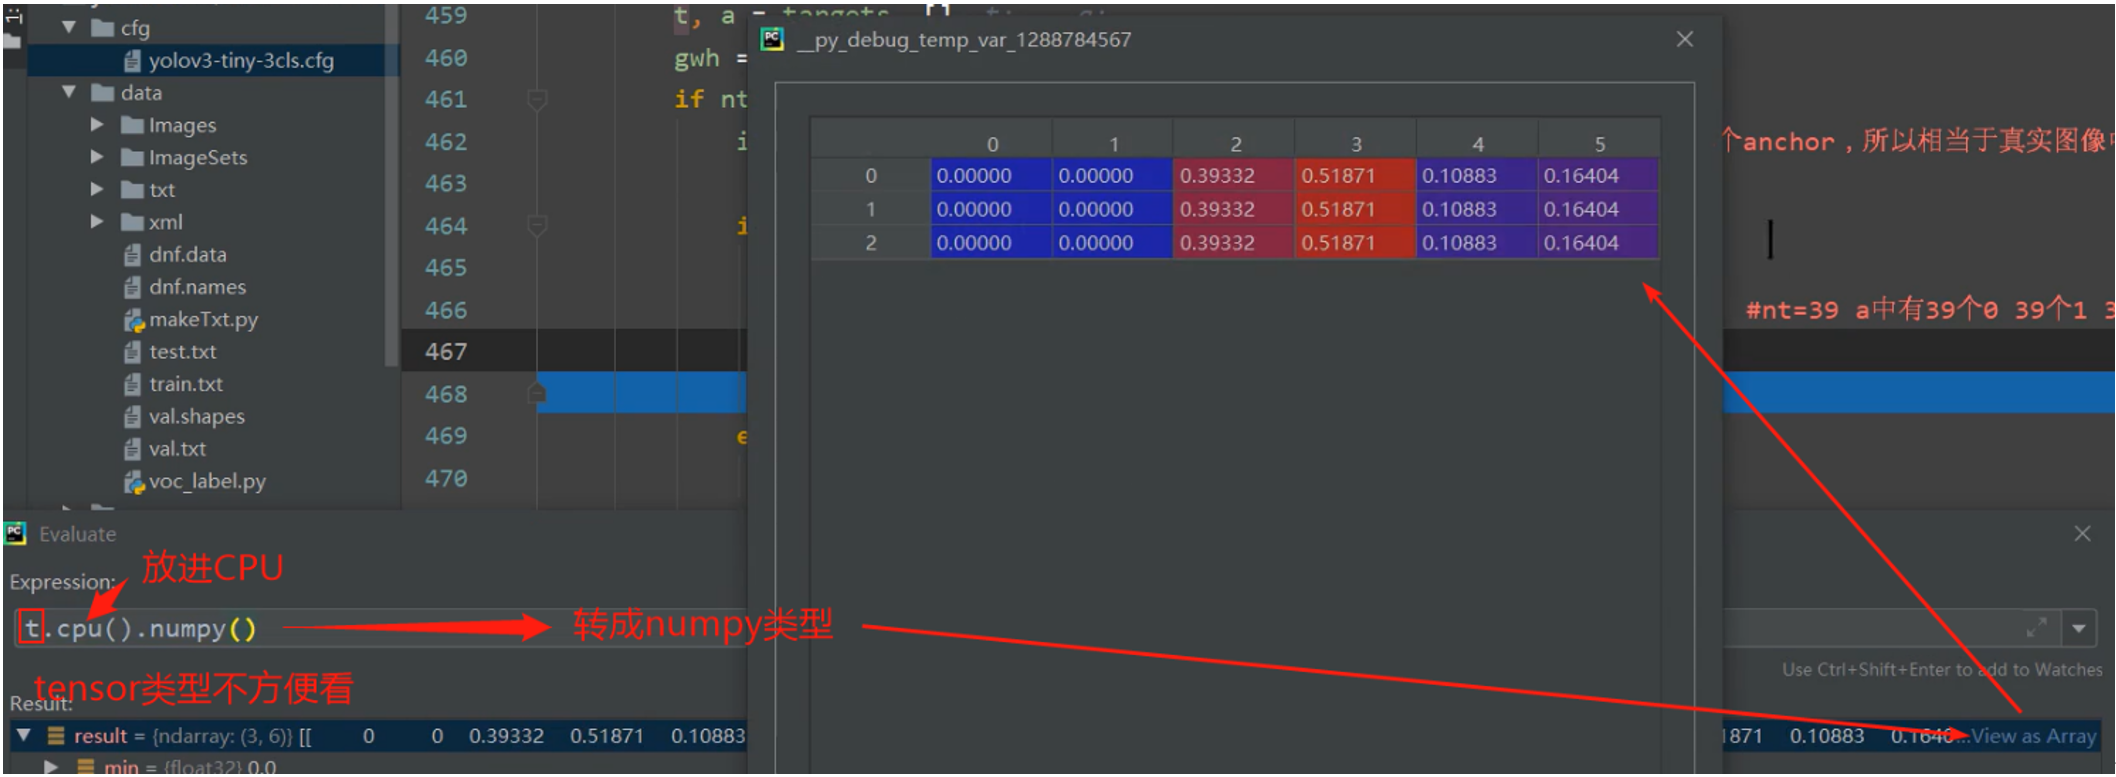 cfg
yolov3-tiny-3cls.cfg
data
Images
ImageSets
txt
xml
dnf.data
dnf.names
makeTxt.py
test.txt
train.txt
val.shapes
val.txt
voc_label.py
459 t, a = targets, []
460 gwh =
461 if nt
462 i
463
464 i
465
466
467
468
469 e
470
个anchor，所以相当于真实图像
#nt=39 a中有39个0 39个1 3
__py_debug_temp_var_1288784567
0 1 2 3 4 5
0 0.00000 0.00000 0.39332 0.51871 0.10883 0.16404
1 0.00000 0.00000 0.39332 0.51871 0.10883 0.16404
2 0.00000 0.00000 0.39332 0.51871 0.10883 0.16404
Evaluate
放进CPU
Expression:
t.cpu().numpy()
转成numpy类型
Use Ctrl+Shift+Enter to add to Watches
tensor类型不方便看
Result:
result = {ndarray: (3, 6)} [[ 0 0 0.39332 0.51871 0.10883
1871 0.10883 0.1640...View as Array
min = {float32} 0.0